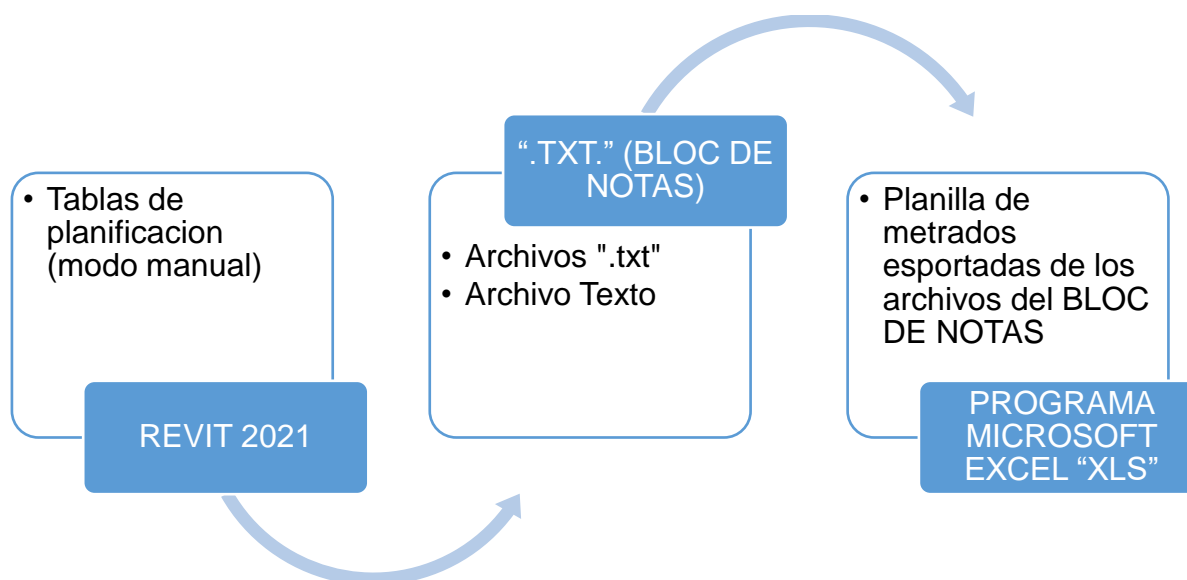 • Tablas de
planificacion
(modo manual)
REVIT 2021
“.TXT.” (BLOC DE
NOTAS)
• Archivos ".txt"
• Archivo Texto
• Planilla de
metrados
esportadas de los
archivos del BLOC
DE NOTAS
PROGRAMA
MICROSOFT
EXCEL “XLS”